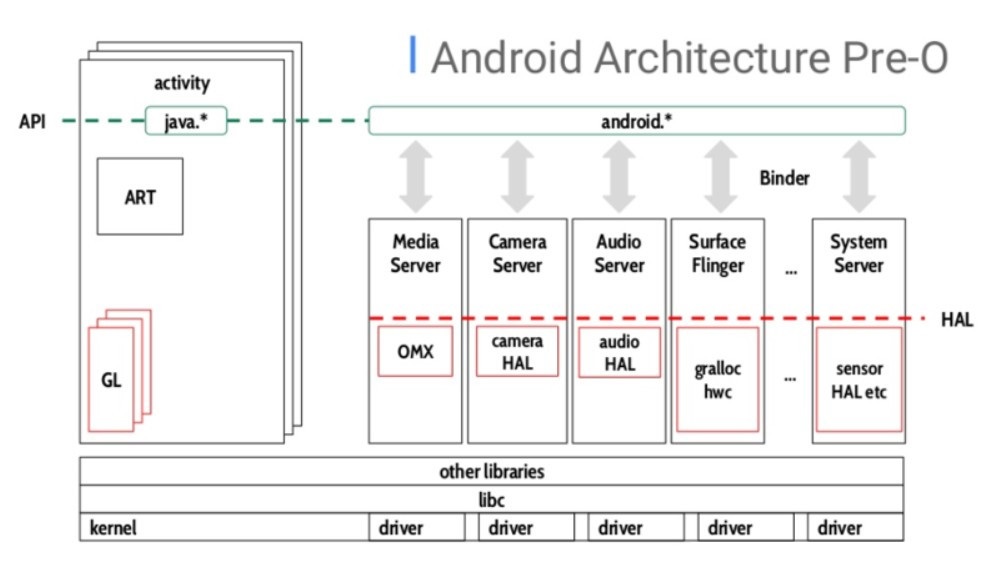 Android Architecture Pre-O
activity
API
java.*
android.*
ART
Binder
Media
Server
Camera
Server
Audio
Server
Surface
Flinger
...
System
Server
HAL
GL
OMX
camera
HAL
audio
HAL
gralloc
hwc
...
sensor
HAL etc
other libraries
libc
kernel
driver
driver
driver
driver
driver